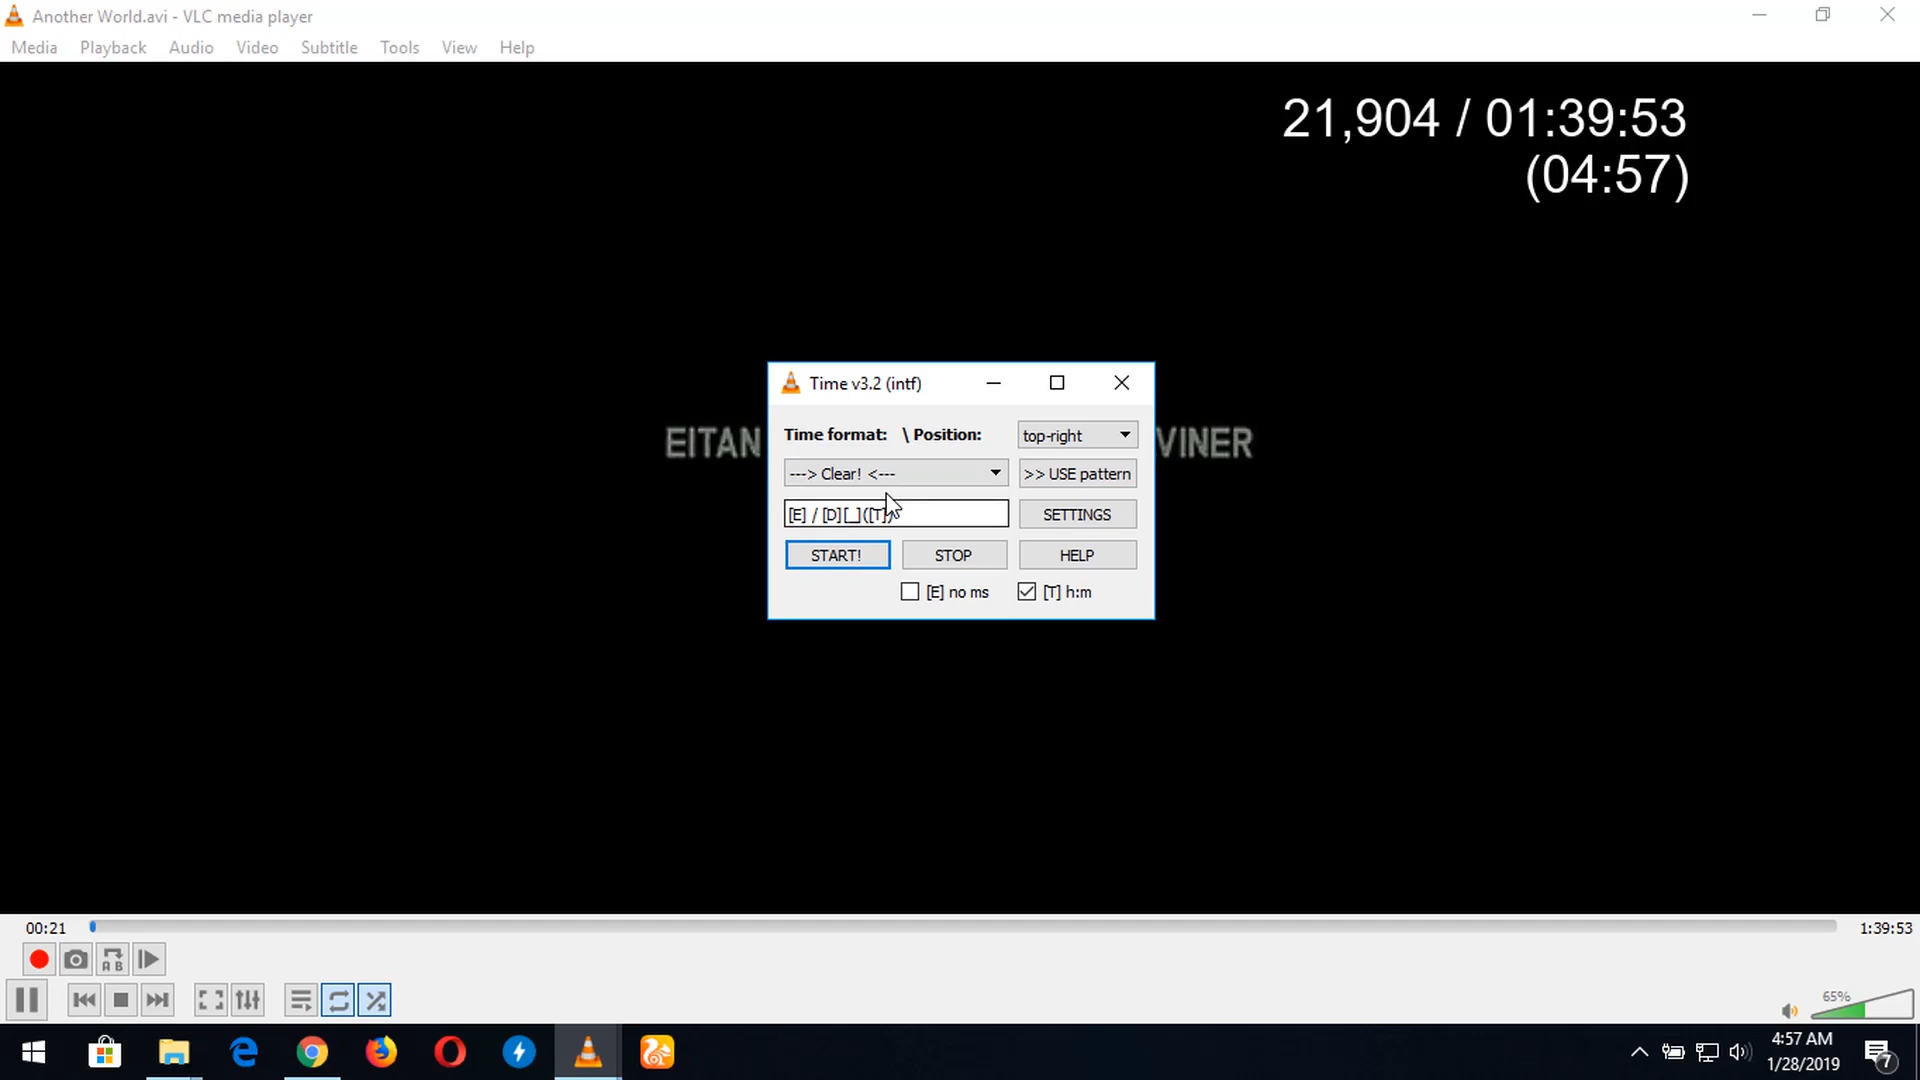 Another World.avi - VLC media player
Media Playback Audio Video Subtitle Tools View Help
21,904 / 01:39:53
(04:57)
EITAN
VINER
Time v3.2 (intf)
Time format: \ Position: top-right
---> Clear! <--- >> USE pattern
[E] / [D][_]([T]) SETTINGS
START! STOP HELP
[E] no ms [T] h:m
00:21 1:39:53
A B
65%
4:57 AM
1/28/2019
7